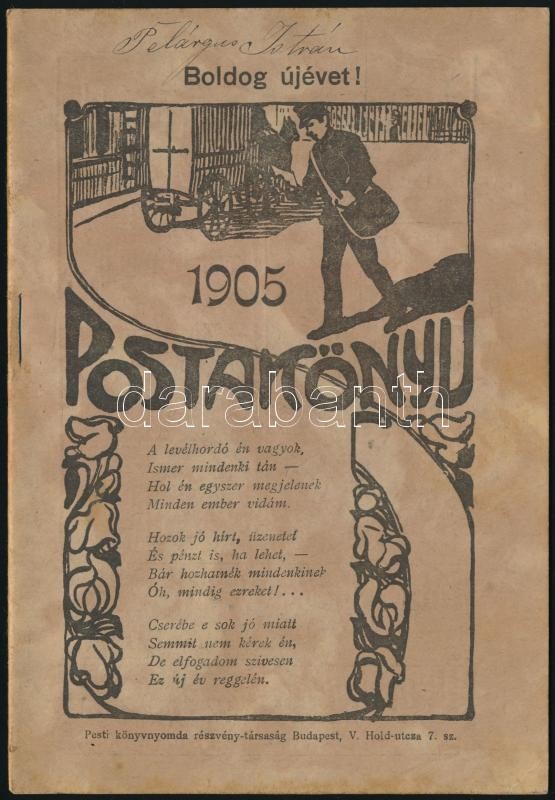 Pelárgus István
Boldog újévet!
1905
POSTAKÖNYV
darabanth.com
A levélhordó én vagyok,
Ismer mindenki tán —
Hol én egyszer megjelenek
Minden ember vidám.
Hozok jó hírt, üzenetet
És pénzt is, ha lehet, —
Bár hozhatnék mindenkinek
Óh, mindig ezreket!...
Cserébe e sok jó miatt
Semmit nem kérek én,
De elfogadom szivesen
Ez új év reggelén.
Pesti könyvnyomda részvény-társaság Budapest, V. Hold-utcza 7. sz.